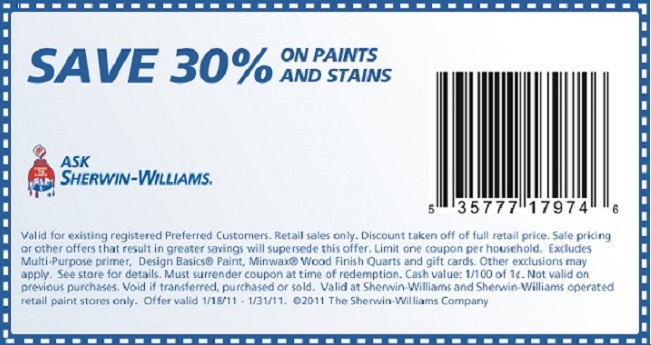 SAVE 30% ON PAINTS AND STAINS
ASK
SHERWIN-WILLIAMS.
5 35777 17974 6
Valid for existing registered Preferred Customers. Retail sales only. Discount taken off of full retail price. Sale pricing
or other offers that result in greater savings will supersede this offer. Limit one coupon per household. Excludes
Multi-Purpose primer, Design Basics® Paint, Minwax® Wood Finish Quarts and gift cards. Other exclusions may
apply. See store for details. Must surrender coupon at time of redemption. Cash value: 1/100 of 1¢. Not valid on
previous purchases. Void if transferred, purchased or sold. Valid at Sherwin-Williams and Sherwin-Williams operated
retail paint stores only. Offer valid 1/18/11 - 1/31/11. ©2011 The Sherwin-Williams Company